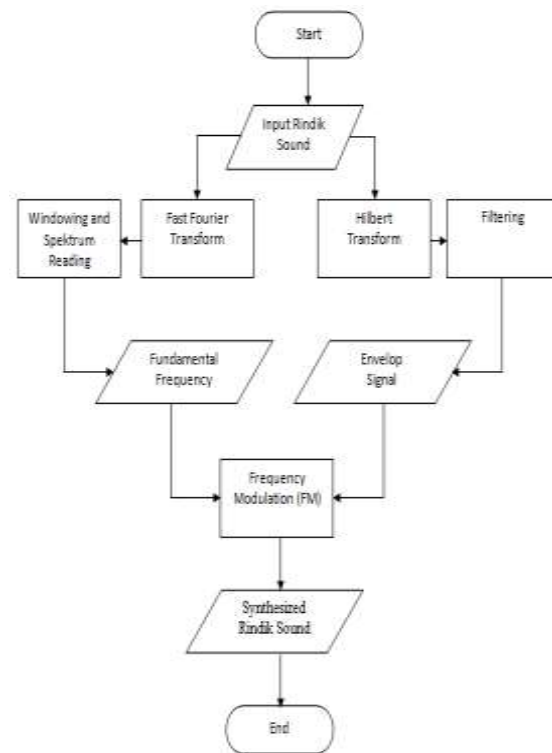 Start
Input Rindik
Sound
Windowing and
Spektrum
Reading
Fast Fourier
Transform
Hilbert
Transform
Filtering
Fundamental
Frequency
Envelop
Signal
Frequency
Modulation (FM)
Synthesized
Rindik Sound
End